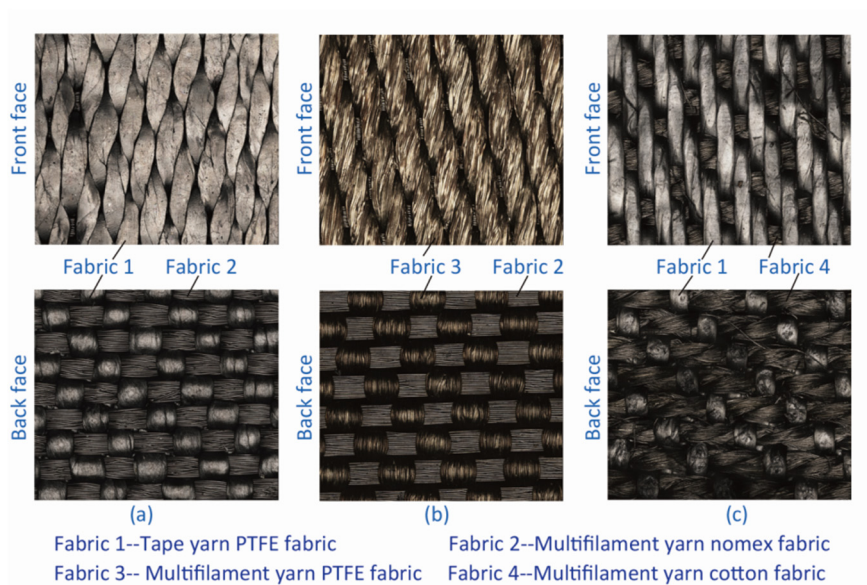 Front face
Front face
Front face
Fabric 1 Fabric 2
Fabric 3 Fabric 2
Fabric 1 Fabric 4
Back face
Back face
Back face
(a)
(b)
(c)
Fabric 1--Tape yarn PTFE fabric
Fabric 2--Multifilament yarn nomex fabric
Fabric 3-- Multifilament yarn PTFE fabric
Fabric 4--Multifilament yarn cotton fabric